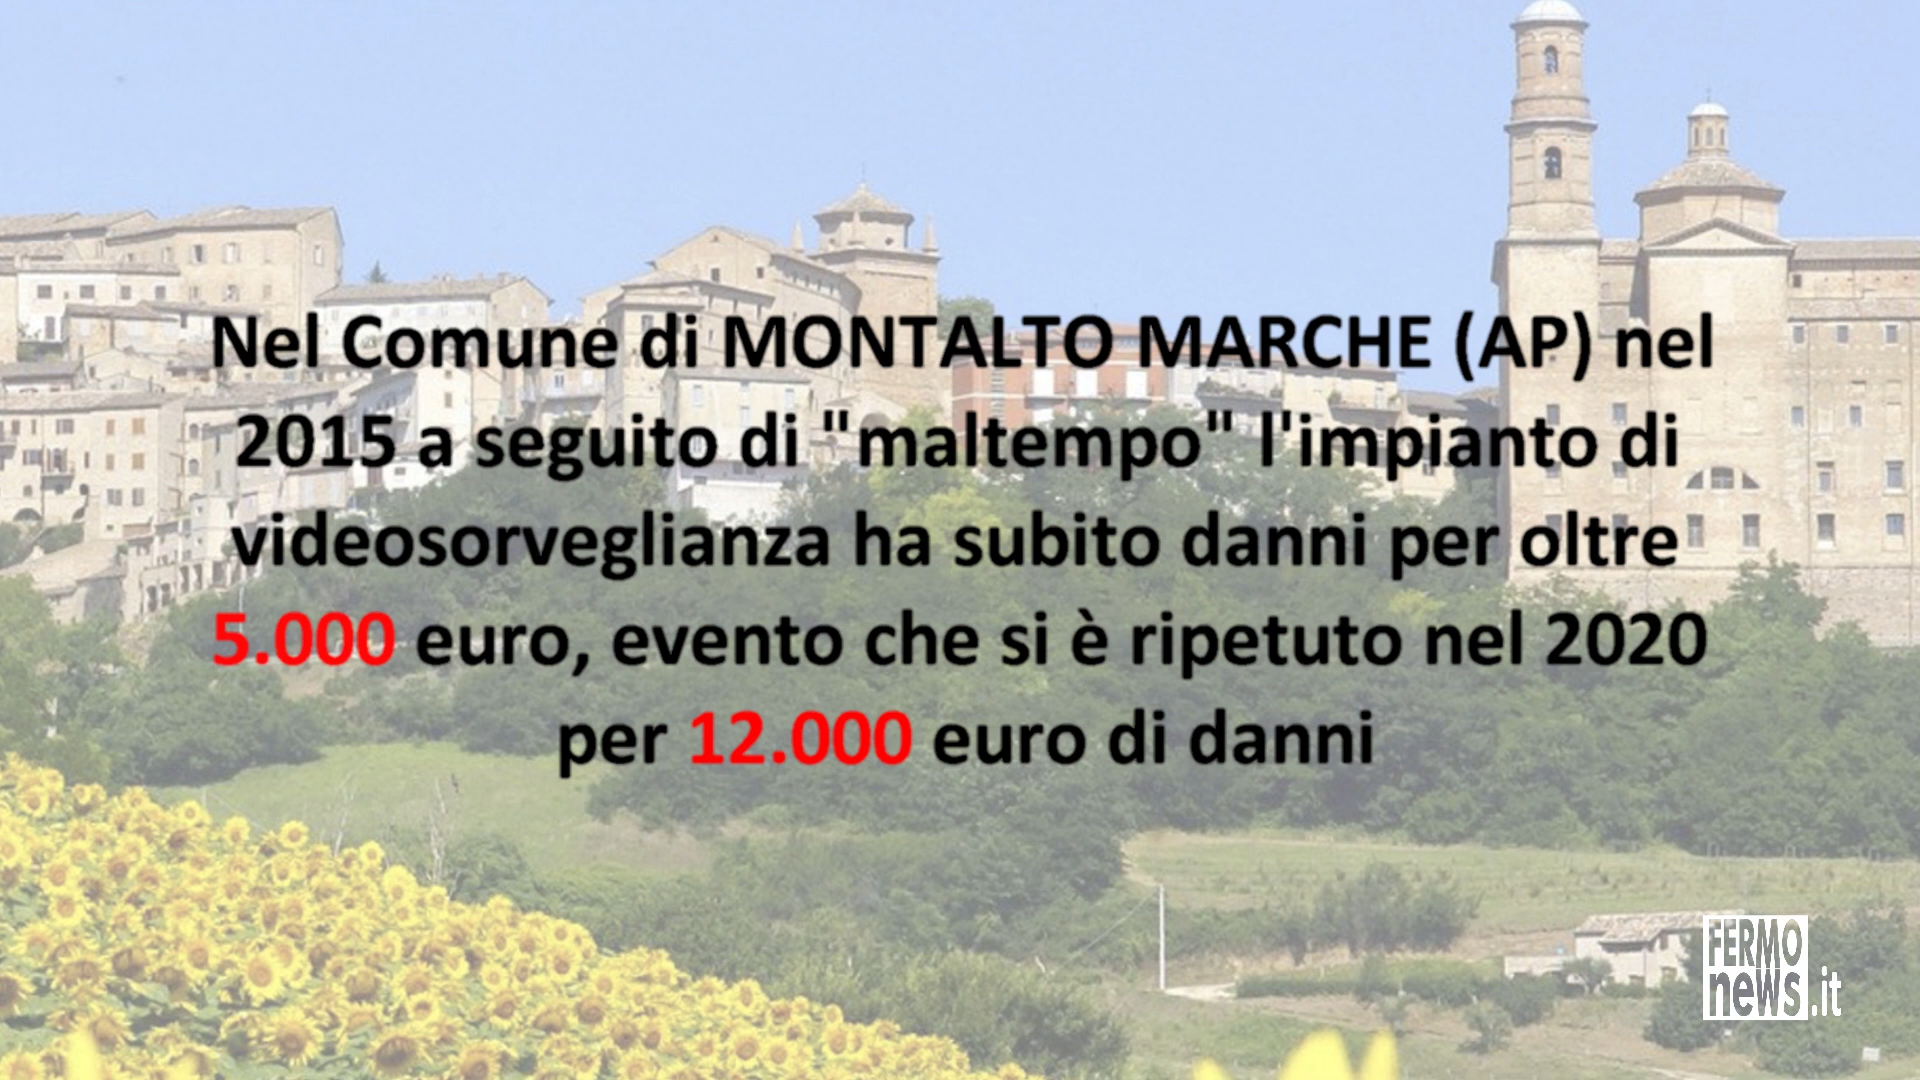 Nel Comune di MONTALTO MARCHE (AP) nel
2015 a seguito di "maltempo" l'impianto di
videosorveglianza ha subito danni per oltre
5.000 euro, evento che si è ripetuto nel 2020
per 12.000 euro di danni
FERMO
news.it